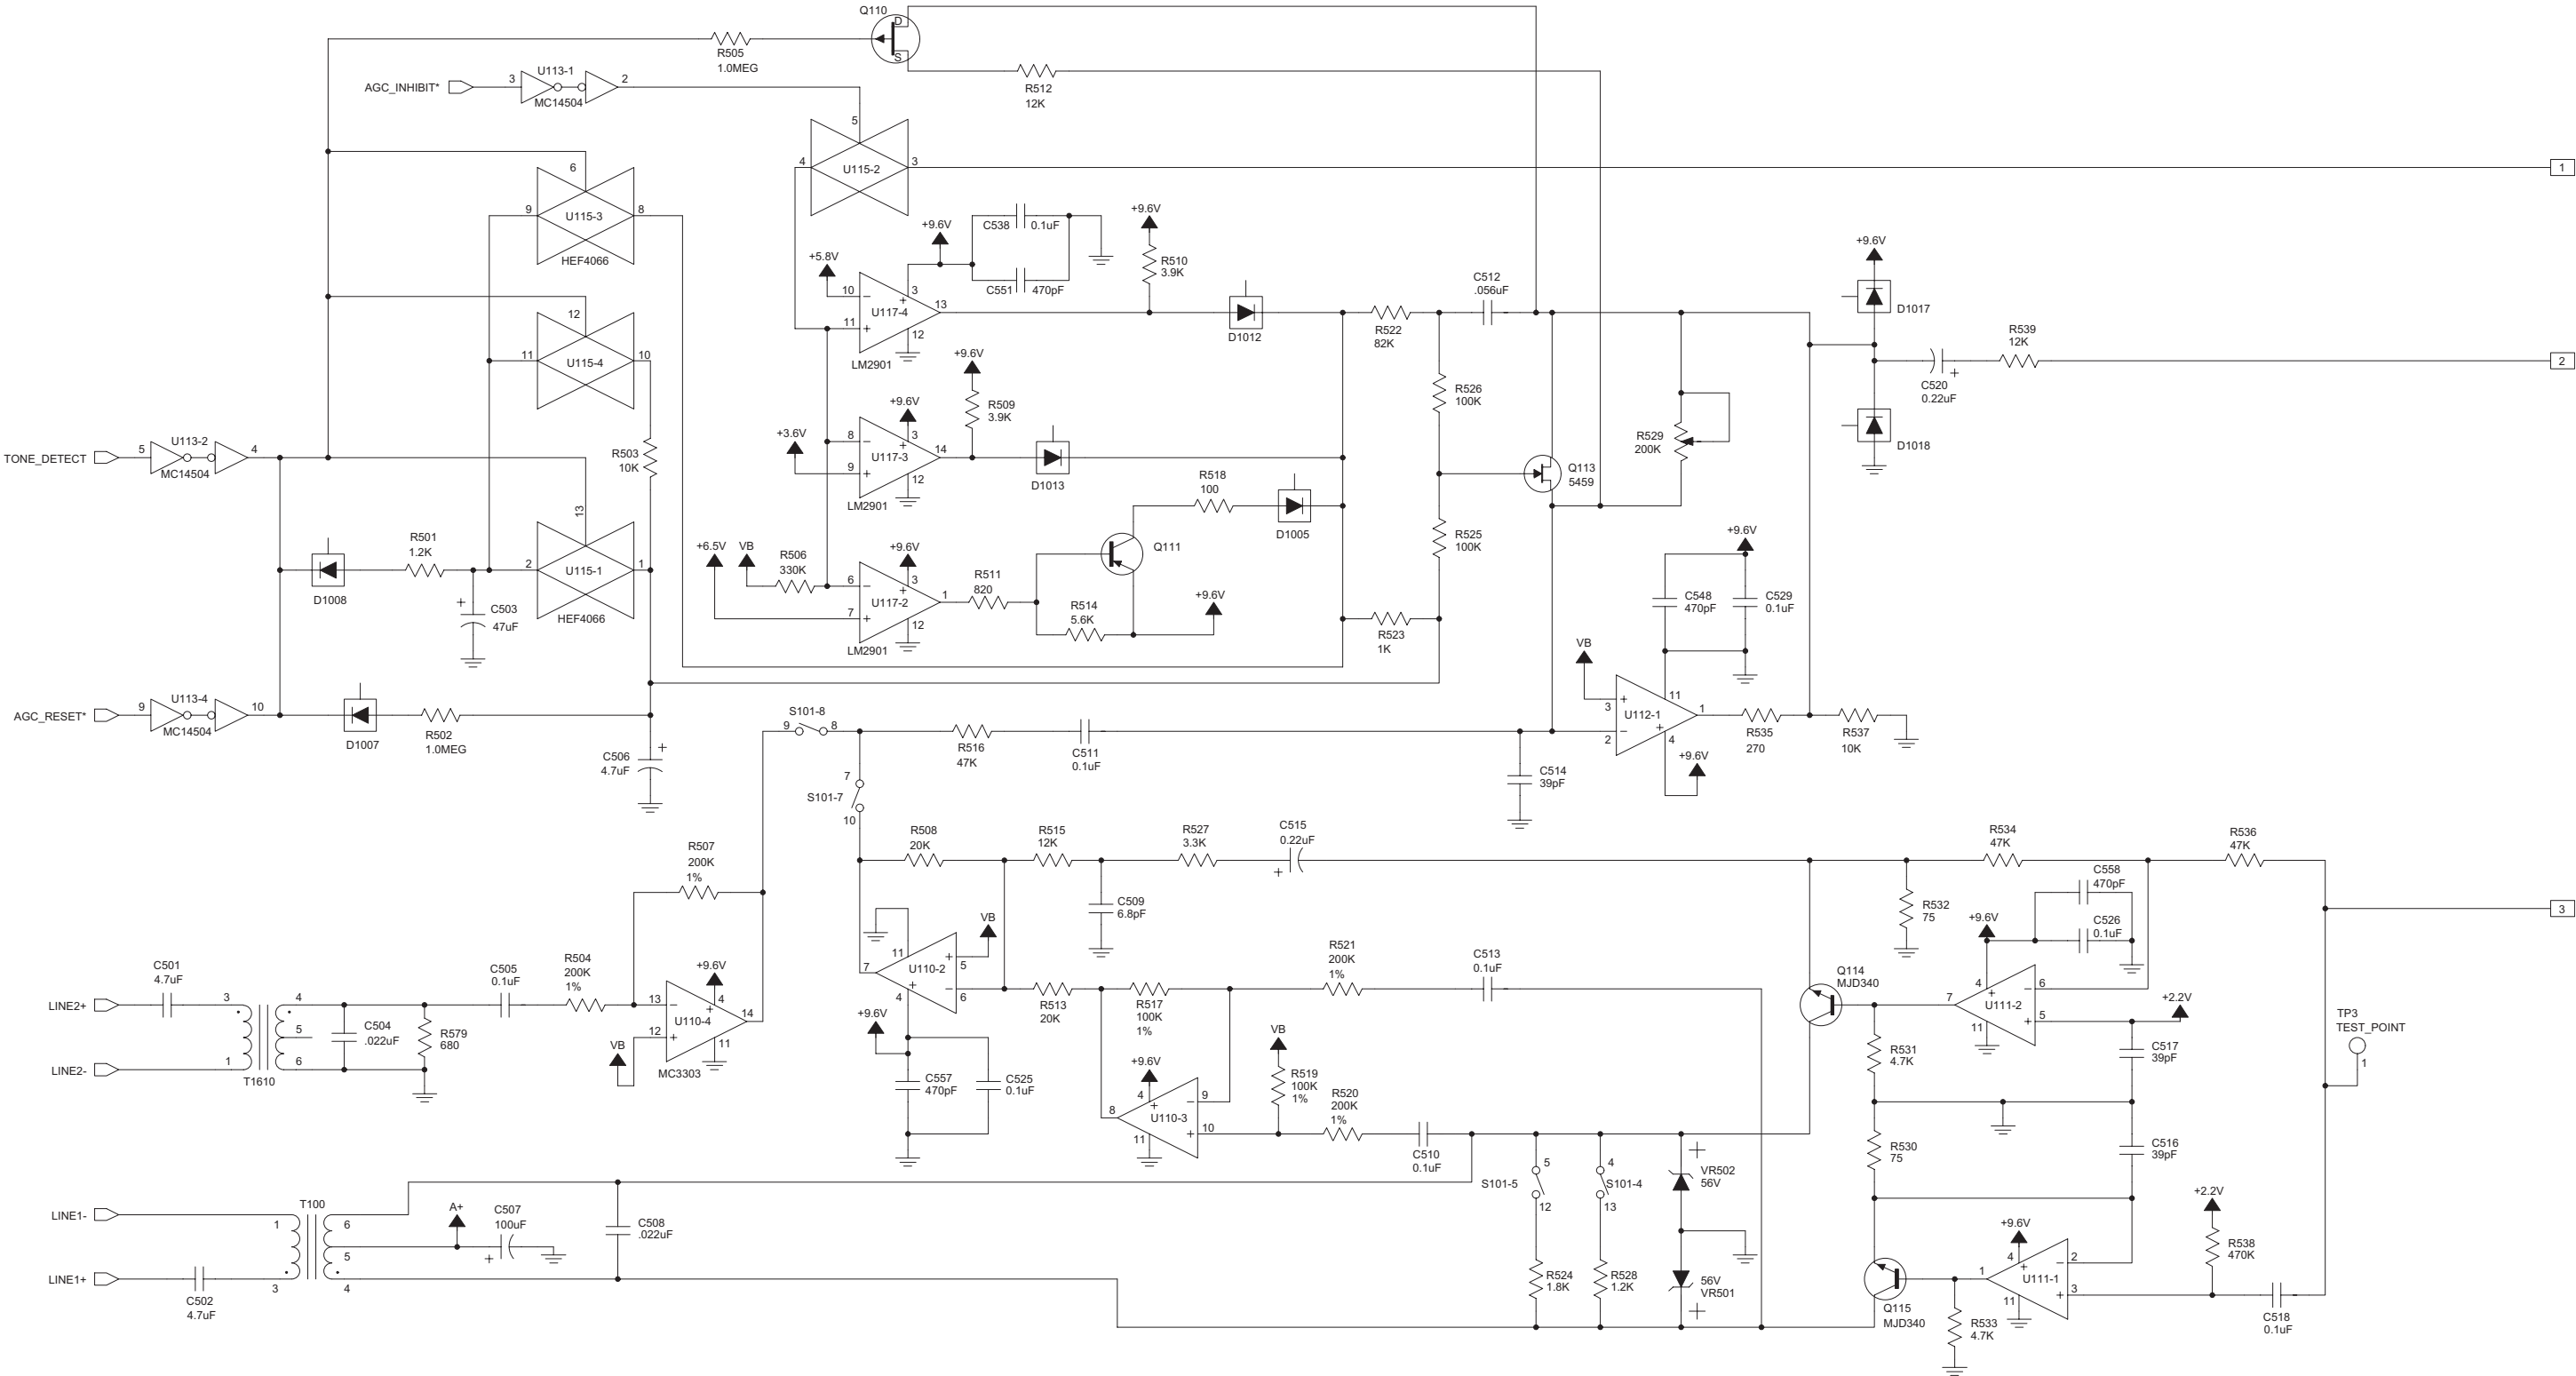 Q110
D
S
R505
1.0MEG
U113-1
3
2
AGC_INHIBIT*
MC14504
R512
12K
5
4
U115-2
3
1
6
9
U115-3
8
HEF4066
+9.6V
C538
0.1uF
C551
470pF
+9.6V
R510
3.9K
+5.8V
10
−
3
+
13
U117-4
11
+
12
LM2901
D1012
R522
82K
C512
.056uF
+9.6V
D1017
R539
12K
2
C520
0.22uF
+
D1018
12
11
U115-4
10
+9.6V
R509
3.9K
R526
100K
R529
200K
TONE_DETECT
5
U113-2
4
MC14504
R503
10K
+3.6V
+9.6V
8
−
3
+
U117-3
14
9
+
12
LM2901
D1013
R518
100
D1005
Q113
5459
13
R501
1.2K
2
U115-1
1
HEF4066
D1008
+
C503
47uF
+6.5V
VB
R506
330K
+9.6V
6
−
3
+
U117-2
1
7
+
12
LM2901
R511
820
Q111
R514
5.6K
+9.6V
R525
100K
R523
1K
+9.6V
C548
470pF
C529
0.1uF
VB
AGC_RESET*
9
U113-4
10
MC14504
D1007
R502
1.0MEG
C506
4.7uF
+
S101-8
9
8
R516
47K
C511
0.1uF
C514
39pF
+
3
11
U112-1
1
+
4
2
−
+9.6V
R535
270
R537
10K
7
S101-7
10
R508
20K
R515
12K
R527
3.3K
C515
0.22uF
+
R534
47K
R536
47K
C558
470pF
C526
0.1uF
3
R507
200K
1%
C509
6.8pF
R532
75
+9.6V
VB
11
+
5
7
U110-2
4
+
−
6
+9.6V
C557
470pF
C525
0.1uF
C501
4.7uF
LINE2+
LINE2-
3
4
5
1
6
T1610
C504
.022uF
R579
680
C505
0.1uF
R504
200K
1%
+9.6V
13
−
4
+
U110-4
14
12
+
11
VB
MC3303
R513
20K
R517
100K
1%
R521
200K
1%
C513
0.1uF
Q114
MJD340
4
+
−
6
7
U111-2
+
5
11
+2.2V
C517
39pF
TP3
TEST_POINT
1
R531
4.7K
VB
R519
100K
1%
R520
200K
1%
+9.6V
4
+
−
9
8
U110-3
+
10
11
C510
0.1uF
R530
75
C516
39pF
5
S101-5
12
4
S101-4
13
+
VR502
56V
56V
VR501
+
R524
1.8K
R528
1.2K
LINE1-
LINE1+
T100
1
6
5
3
4
A+
C507
100uF
+
C508
.022uF
C502
4.7uF
+2.2V
+9.6V
R538
470K
4
+
−
2
1
U111-1
+
3
11
Q115
MJD340
R533
4.7K
C518
0.1uF